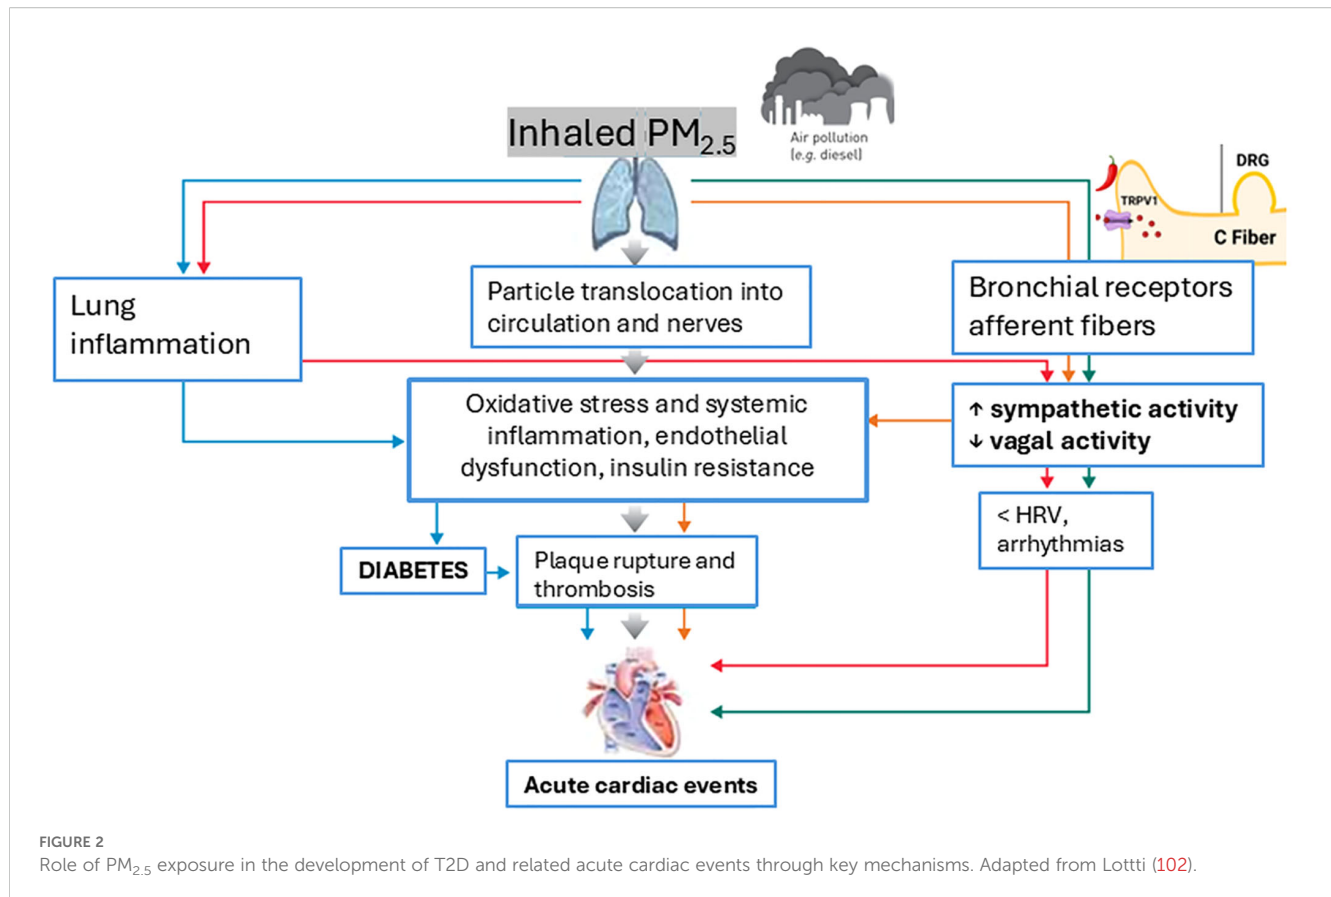 Inhaled PM2.5
Air pollution
(e.g. diesel)
DRG
TRPV1
C Fiber
Lung
inflammation
Particle translocation into
circulation and nerves
Bronchial receptors
afferent fibers
Oxidative stress and systemic
inflammation, endothelial
dysfunction, insulin resistance
↑ sympathetic activity
↓ vagal activity
< HRV,
arrhythmias
DIABETES
Plaque rupture and
thrombosis
Acute cardiac events
FIGURE 2
Role of PM2.5 exposure in the development of T2D and related acute cardiac events through key mechanisms. Adapted from Lottti (102).